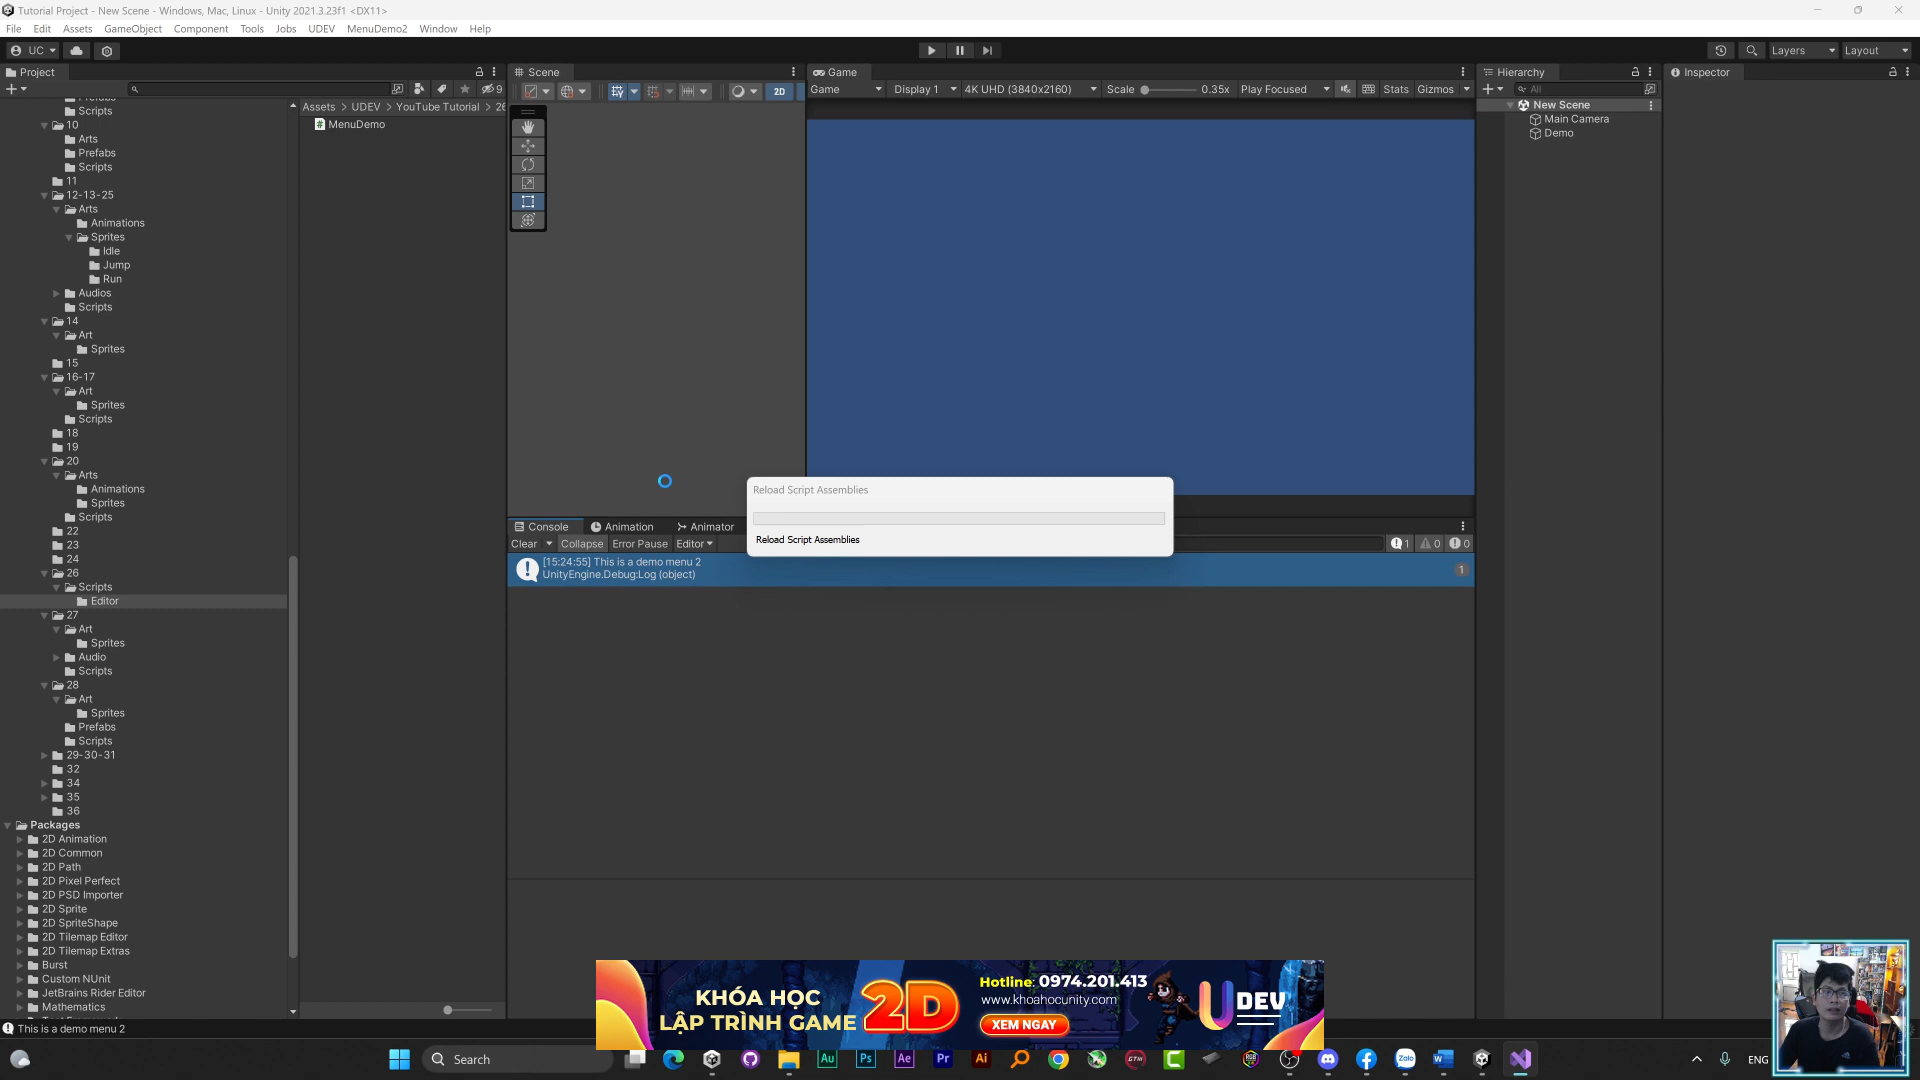 Tutorial Project - New Scene - Windows, Mac, Linux - Unity 2021.3.23f1 <DX11>
File Edit Assets GameObject Component Tools Jobs UDEV MenuDemo2 Window Help
UC
Layers Layout
Project
9
Scripts
10
Arts
Prefabs
Scripts
11
12-13-25
Arts
Animations
Sprites
Idle
Jump
Run
Audios
Scripts
14
Art
Sprites
15
16-17
Art
Sprites
Scripts
18
19
20
Arts
Animations
Sprites
Scripts
22
23
24
26
Scripts
Editor
27
Art
Sprites
Audio
Scripts
28
Art
Sprites
Prefabs
Scripts
29-30-31
32
34
35
36
Packages
2D Animation
2D Common
2D Path
2D Pixel Perfect
2D PSD Importer
2D Sprite
2D SpriteShape
2D Tilemap Editor
2D Tilemap Extras
Burst
Custom NUnit
JetBrains Rider Editor
Mathematics
Assets > UDEV > YouTube Tutorial > 26
MenuDemo
Scene
2D
Game
Game Display 1 4K UHD (3840x2160) Scale 0.35x Play Focused Stats Gizmos
Hierarchy
All
New Scene
Main Camera
Demo
Inspector
Reload Script Assemblies
Reload Script Assemblies
Console Animation Animator
Clear Collapse Error Pause Editor
1 0 0
[15:24:55] This is a demo menu 2
UnityEngine.Debug:Log (object)
1
KHÓA HỌC
LẬP TRÌNH GAME 2D
Hotline: 0974.201.413
www.khoahocunity.com
XEM NGAY
UDEV
This is a demo menu 2
Search
Au Ps Ae Pr Ai
Zalo
ENG